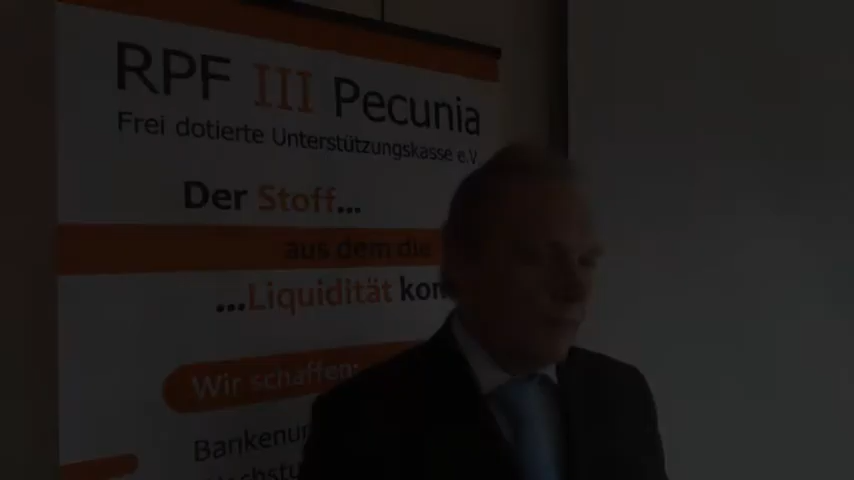 RPF III Pecunia
Frei dotierte Unterstützungskasse e.V
Der Stoff...
aus dem die
...Liquidität
Wir schaffen: